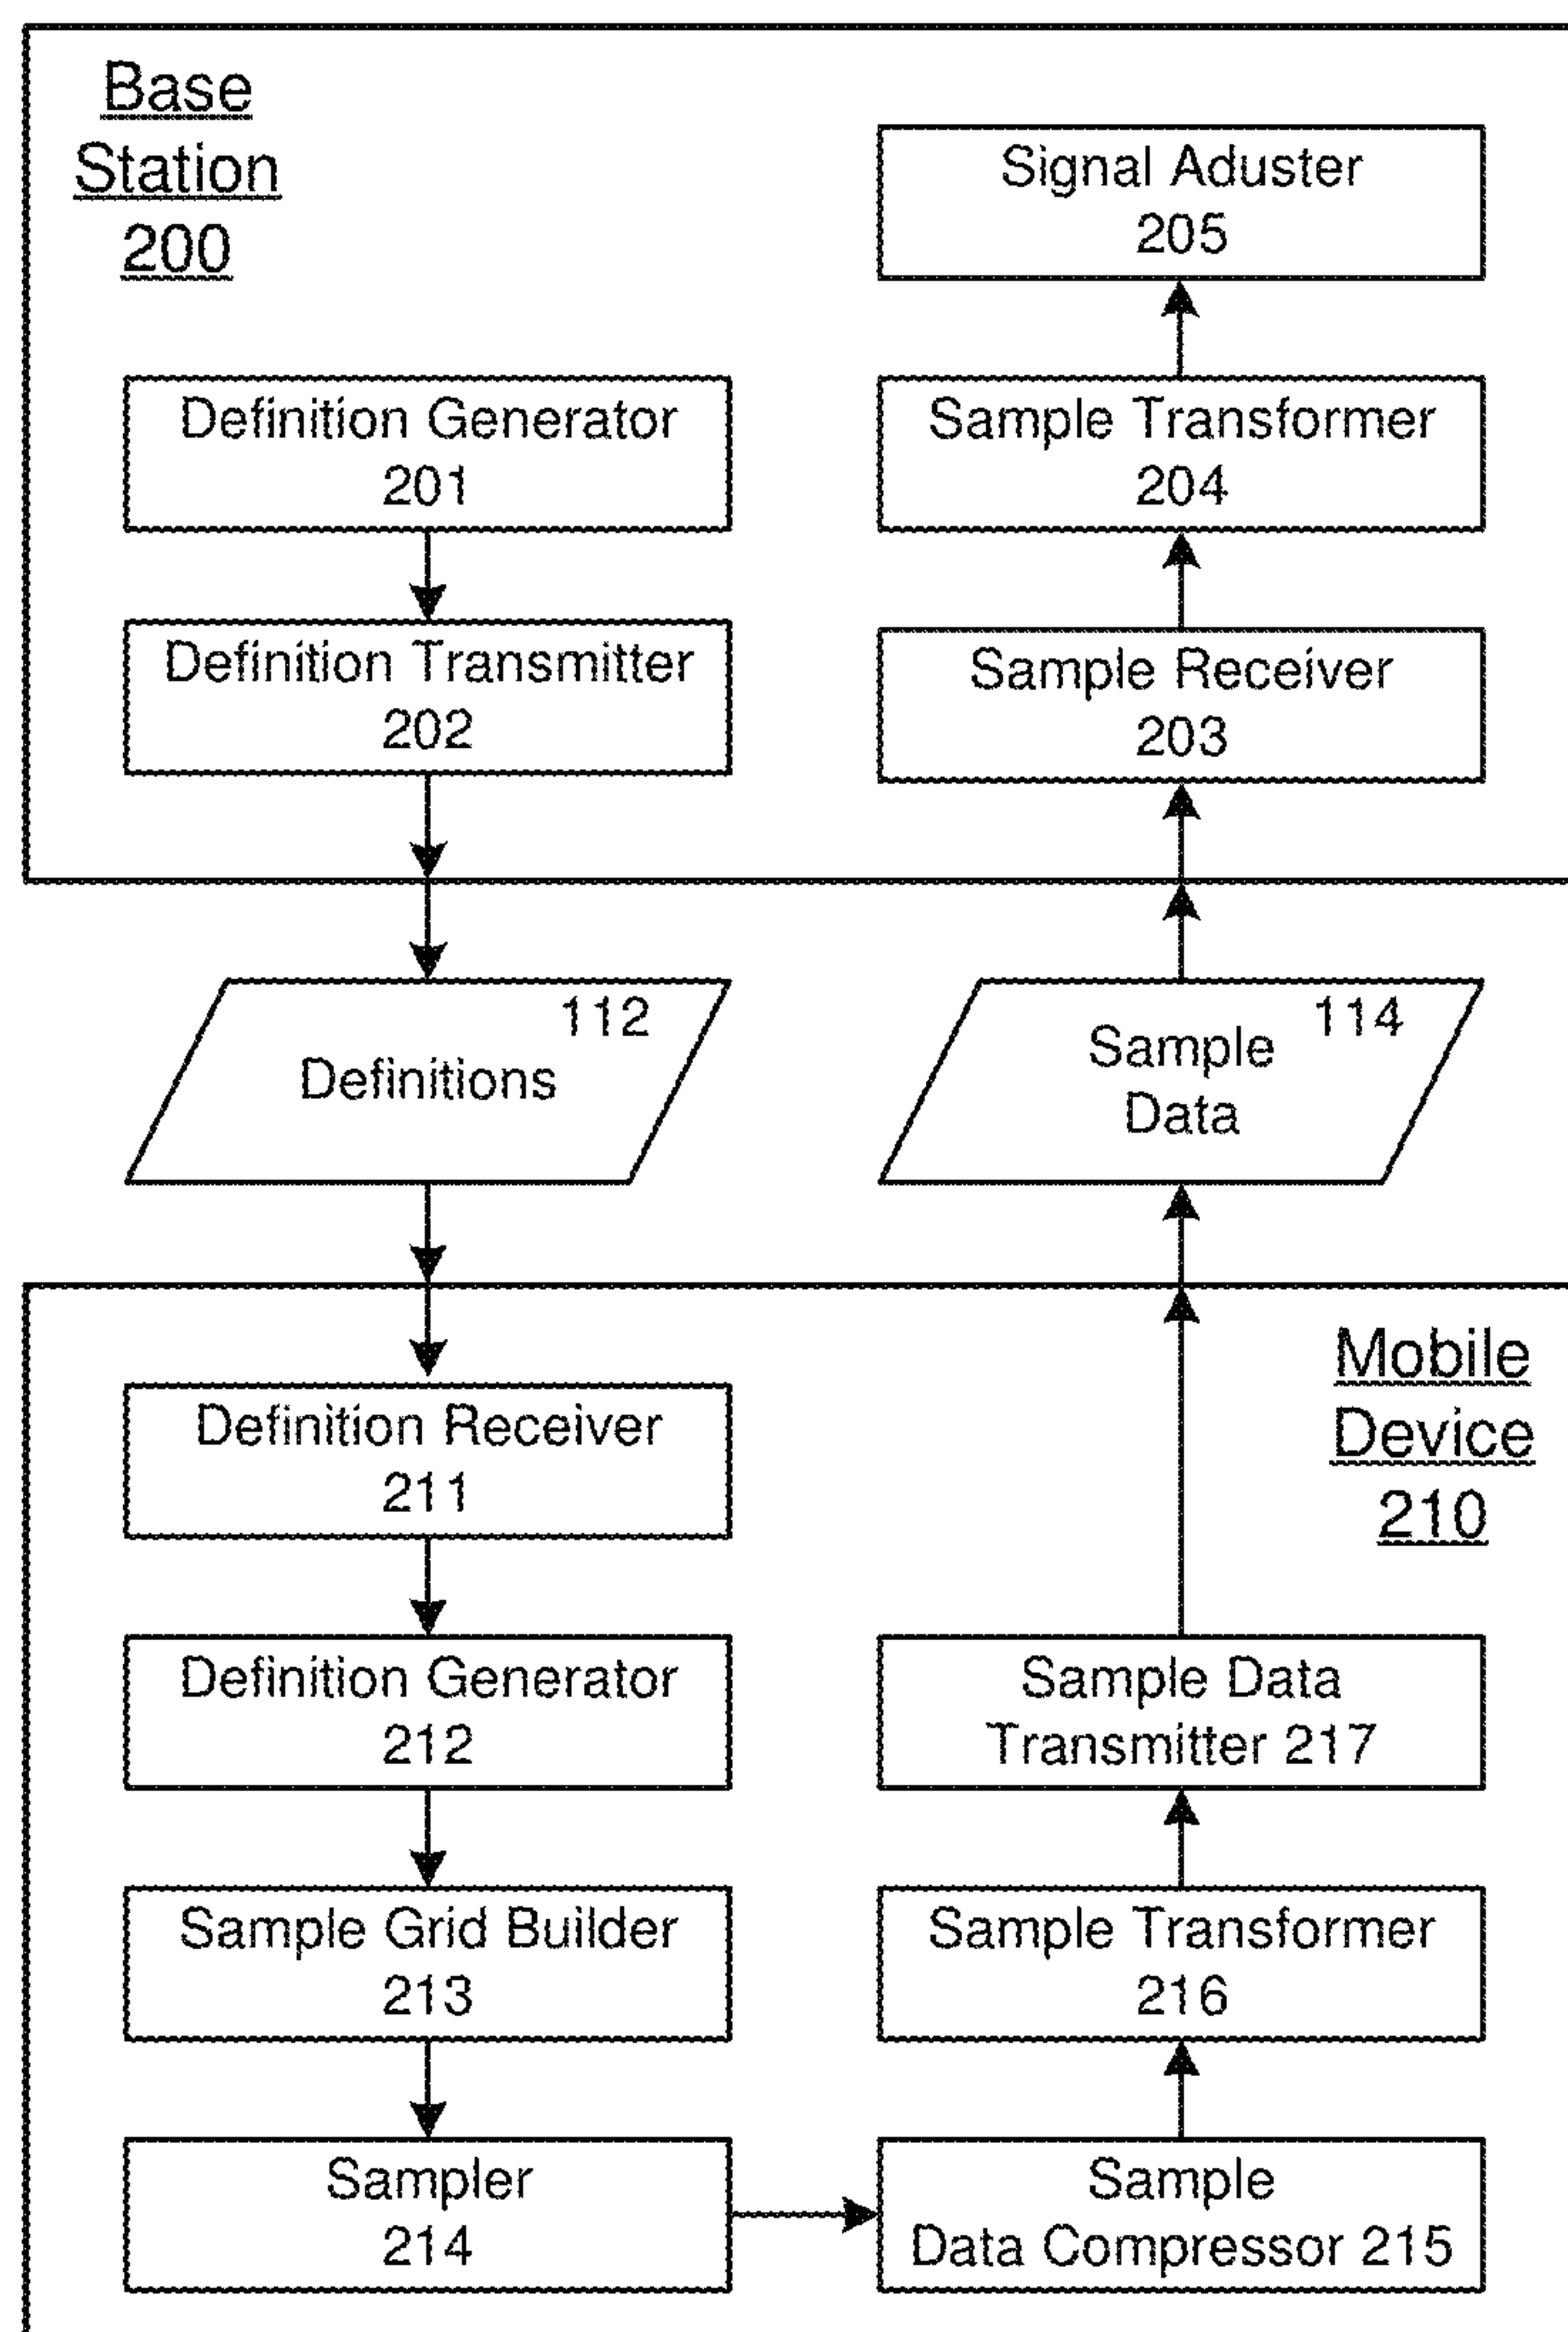 Base
Station
200
Signal Aduster
205
Definition Generator
201
Sample Transformer
204
Definition Transmitter
202
Sample Receiver
203
112
Definitions
114
Sample
Data
Mobile
Device
210
Definition Receiver
211
Definition Generator
212
Sample Data
Transmitter 217
Sample Grid Builder
213
Sample Transformer
216
Sampler
214
Sample
Data Compressor 215